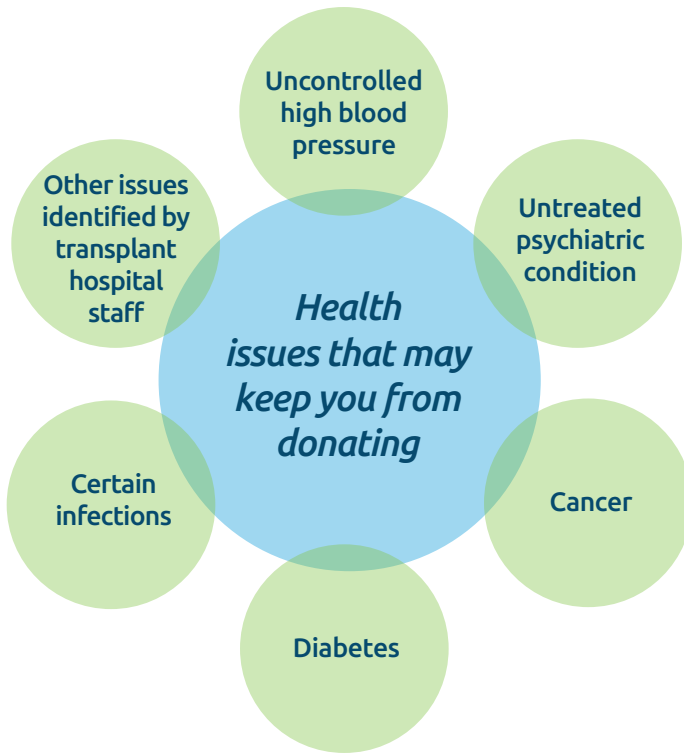 Uncontrolled
high blood
pressure
Other issues
identified by
transplant
hospital
staff
Untreated
psychiatric
condition
Health
issues that may
keep you from
donating
Certain
infections
Cancer
Diabetes